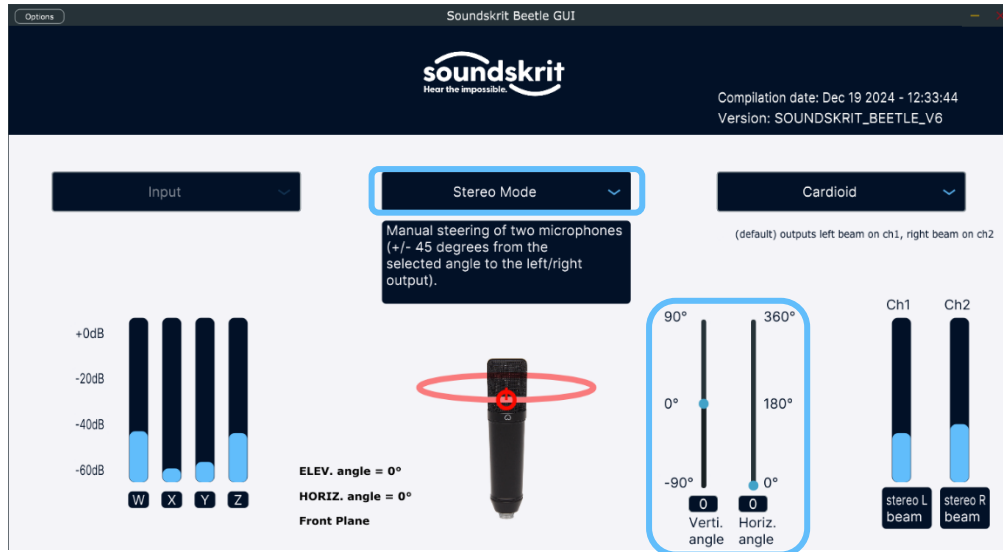 Options
Soundskrit Beetle GUI
soundskrit
Hear the impossible.
Compilation date: Dec 19 2024 - 12:33:44
Version: SOUNDSKRIT_BEETLE_V6
Input
Stereo Mode
Cardioid
Manual steering of two microphones
(+/- 45 degrees from the
selected angle to the left/right
output).
(default) outputs left beam on ch1, right beam on ch2
+0dB
-20dB
-40dB
-60dB
W X Y Z
ELEV. angle = 0°
HORIZ. angle = 0°
Front Plane
90° 360°
0° 180°
-90° 0°
0 0
Verti. Horiz.
angle angle
Ch1 Ch2
stereo L stereo R
beam beam